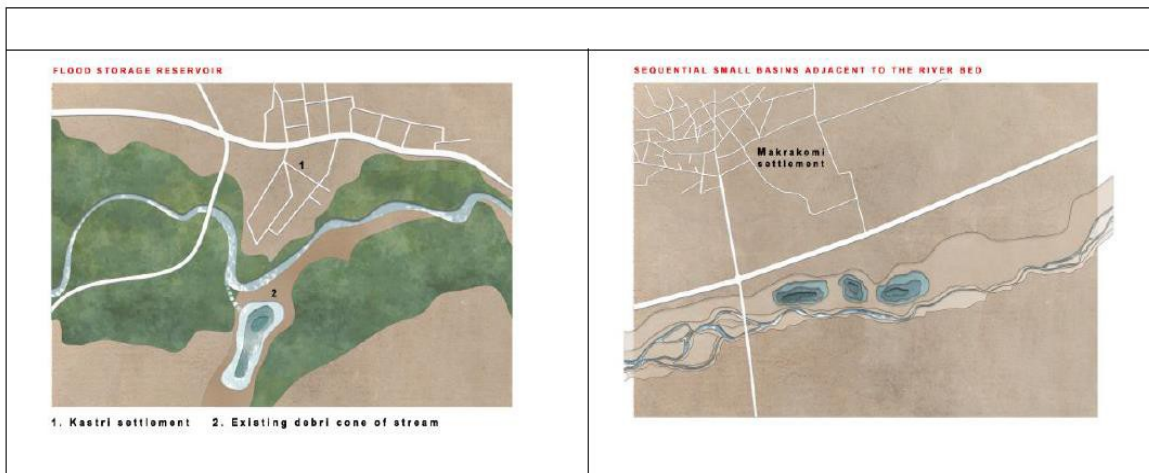 FLOOD STORAGE RESERVOIR
1
2
1. Kastri settlement 2. Existing debri cone of stream
SEQUENTIAL SMALL BASINS ADJACENT TO THE RIVER BED
Makrakomi
settlement